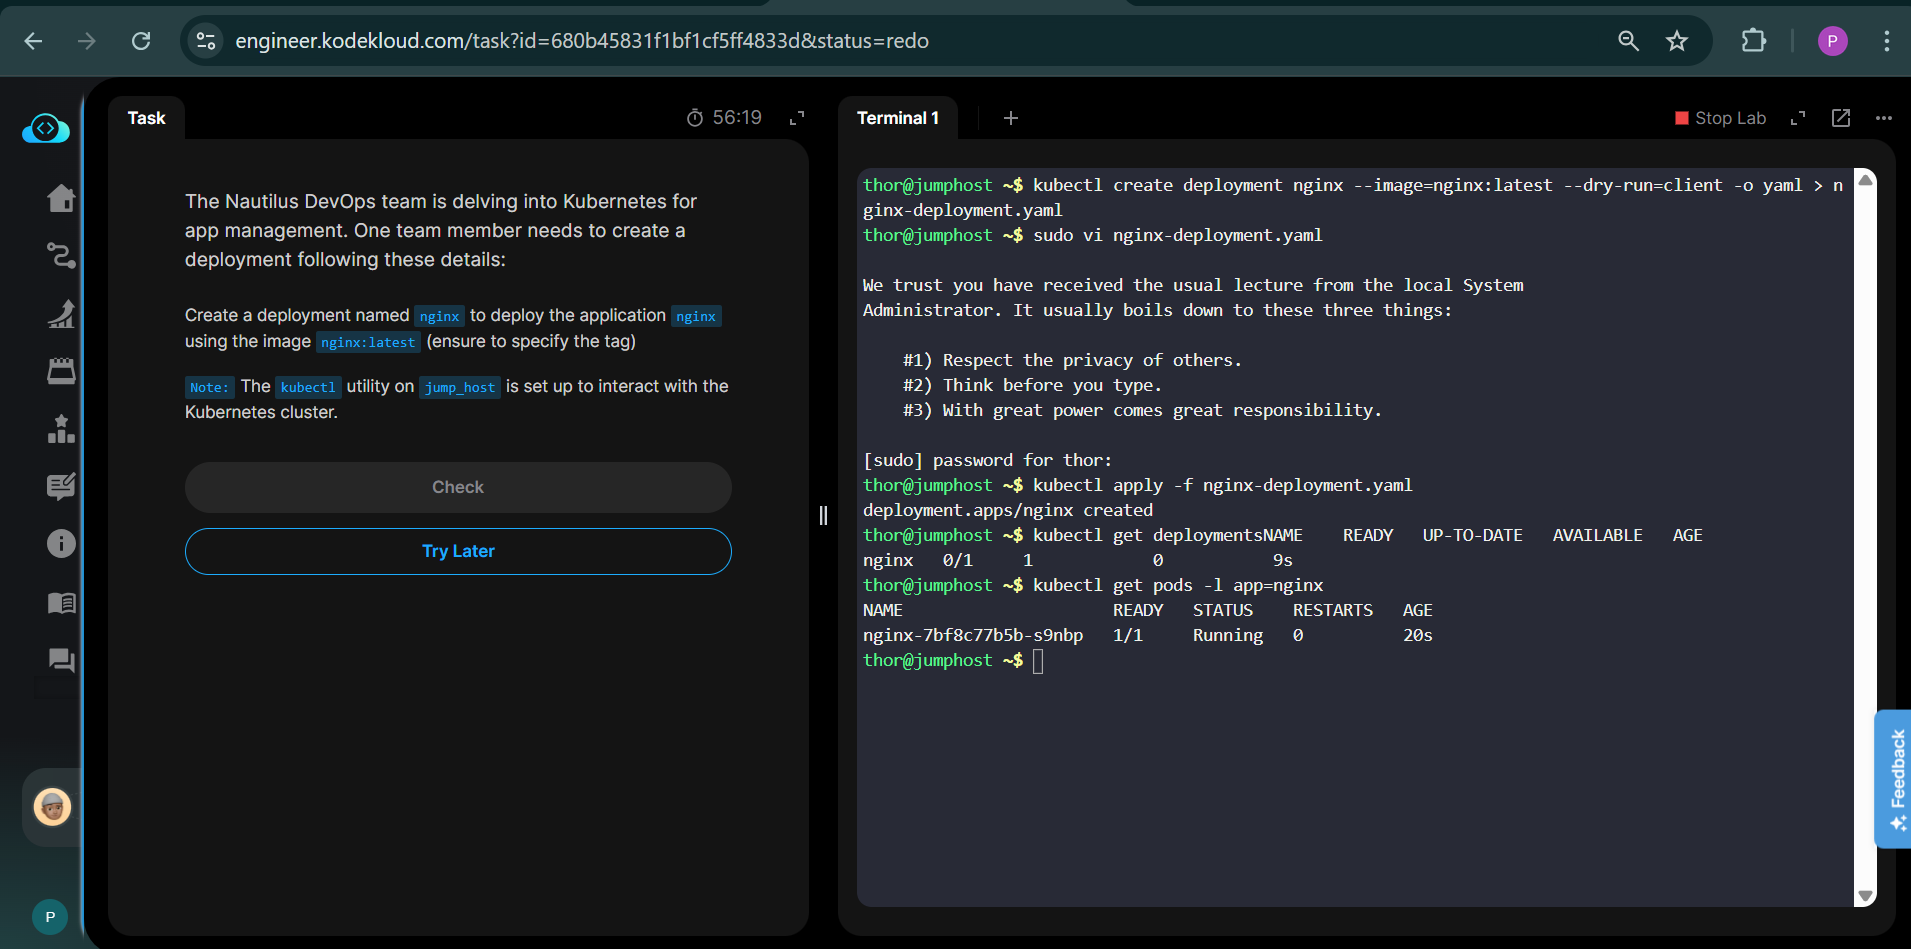 engineer.kodekloud.com/task?id=680b45831f1bf1cf5ff4833d&status=redo
P
Task
56:19
The Nautilus DevOps team is delving into Kubernetes for
app management. One team member needs to create a
deployment following these details:
Create a deployment named nginx to deploy the application nginx
using the image nginx:latest (ensure to specify the tag)
Note: The kubectl utility on jump_host is set up to interact with the
Kubernetes cluster.
Check
Try Later
P
Terminal 1
Stop Lab
thor@jumphost ~$ kubectl create deployment nginx --image=nginx:latest --dry-run=client -o yaml > n
ginx-deployment.yaml
thor@jumphost ~$ sudo vi nginx-deployment.yaml
We trust you have received the usual lecture from the local System
Administrator. It usually boils down to these three things:
#1) Respect the privacy of others.
#2) Think before you type.
#3) With great power comes great responsibility.
[sudo] password for thor:
thor@jumphost ~$ kubectl apply -f nginx-deployment.yaml
deployment.apps/nginx created
thor@jumphost ~$ kubectl get deploymentsNAME    READY   UP-TO-DATE   AVAILABLE   AGE
nginx   0/1     1            0           9s
thor@jumphost ~$ kubectl get pods -l app=nginx
NAME                     READY   STATUS    RESTARTS   AGE
nginx-7bf8c77b5b-s9nbp   1/1     Running   0          20s
thor@jumphost ~$
Feedback